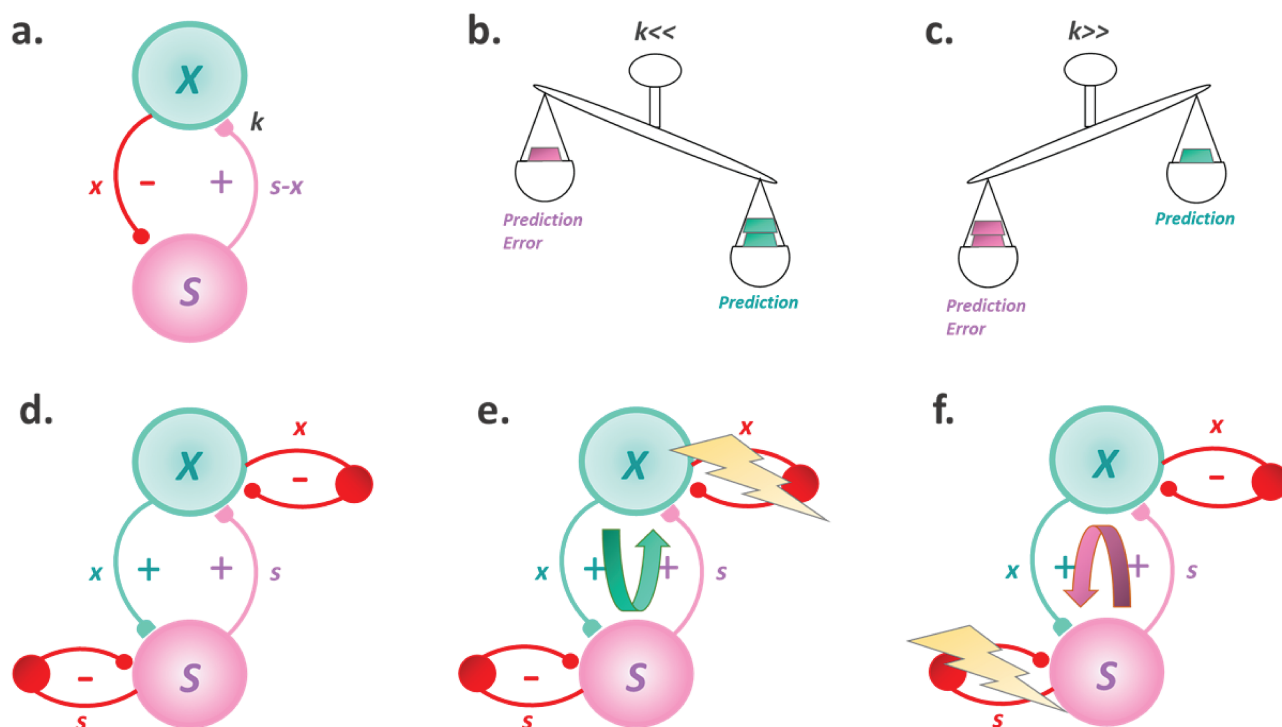 a.
X
k
x
-
+
s-x
S
b.
k<<
Prediction
Error
Prediction
c.
k>>
Prediction
Prediction
Error
d.
x
X
-
x
+
+
s
-
S
s
e.
x
X
-
x
+
+
s
-
S
s
f.
x
X
-
x
+
+
s
S
s